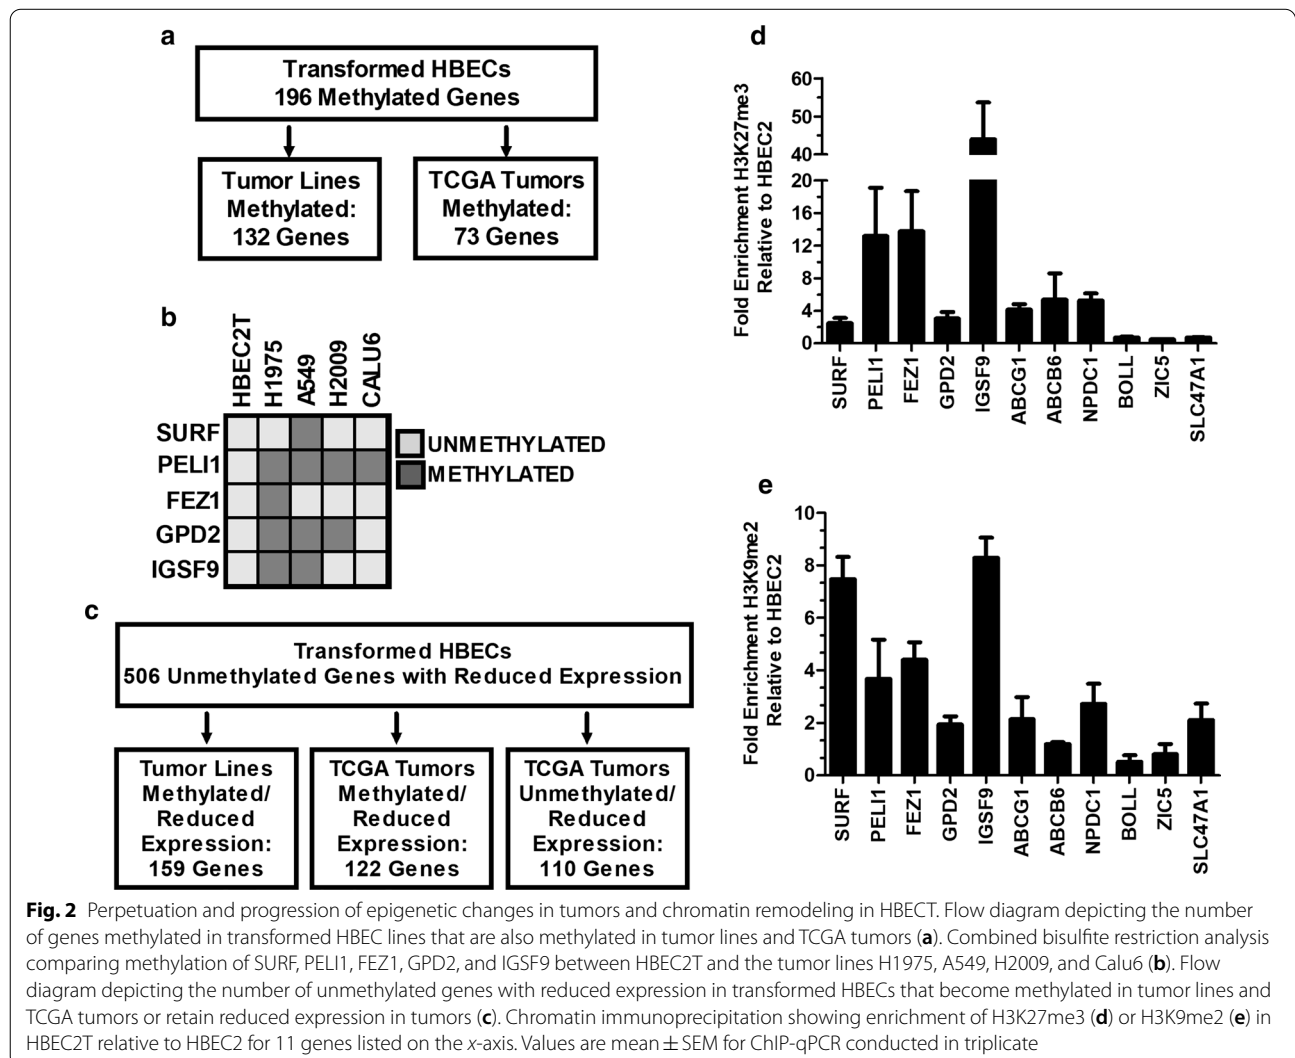 a
Transformed HBECs
196 Methylated Genes
Tumor Lines
Methylated:
132 Genes
TCGA Tumors
Methylated:
73 Genes
b
HBEC2T
H1975
A549
H2009
CALU6
SURF
PELI1
FEZ1
GPD2
IGSF9
UNMETHYLATED
METHYLATED
c
Transformed HBECs
506 Unmethylated Genes with Reduced Expression
Tumor Lines
Methylated/
Reduced
Expression:
159 Genes
TCGA Tumors
Methylated/
Reduced
Expression:
122 Genes
TCGA Tumors
Unmethylated/
Reduced
Expression:
110 Genes
d
Fold Enrichment H3K27me3
Relative to HBEC2
60
50
40
20
16
12
8
4
0
SURF
PELI1
FEZ1
GPD2
IGSF9
ABCG1
ABCB6
NPDC1
BOLL
ZIC5
SLC47A1
e
Fold Enrichment H3K9me2
Relative to HBEC2
10
8
6
4
2
0
SURF
PELI1
FEZ1
GPD2
IGSF9
ABCG1
ABCB6
NPDC1
BOLL
ZIC5
SLC47A1
Fig. 2 Perpetuation and progression of epigenetic changes in tumors and chromatin remodeling in HBECT. Flow diagram depicting the number
of genes methylated in transformed HBEC lines that are also methylated in tumor lines and TCGA tumors (a). Combined bisulfite restriction analysis
comparing methylation of SURF, PELI1, FEZ1, GPD2, and IGSF9 between HBEC2T and the tumor lines H1975, A549, H2009, and Calu6 (b). Flow
diagram depicting the number of unmethylated genes with reduced expression in transformed HBECs that become methylated in tumor lines and
TCGA tumors or retain reduced expression in tumors (c). Chromatin immunoprecipitation showing enrichment of H3K27me3 (d) or H3K9me2 (e) in
HBEC2T relative to HBEC2 for 11 genes listed on the x-axis. Values are mean ± SEM for ChIP-qPCR conducted in triplicate